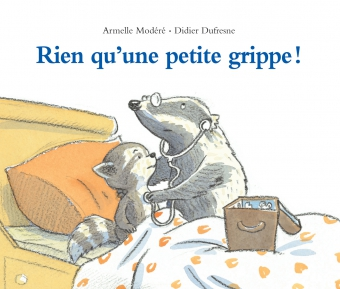 Armelle Modéré • Didier Dufresne
Rien qu'une petite grippe !